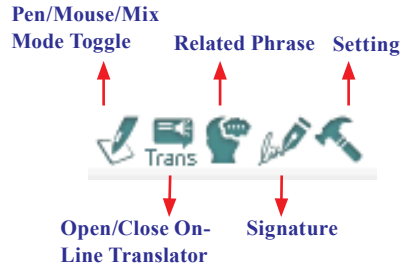 Pen/Mouse/Mix
Mode Toggle
Related Phrase
Setting
Trans
Open/Close On-
Line Translator
Signature